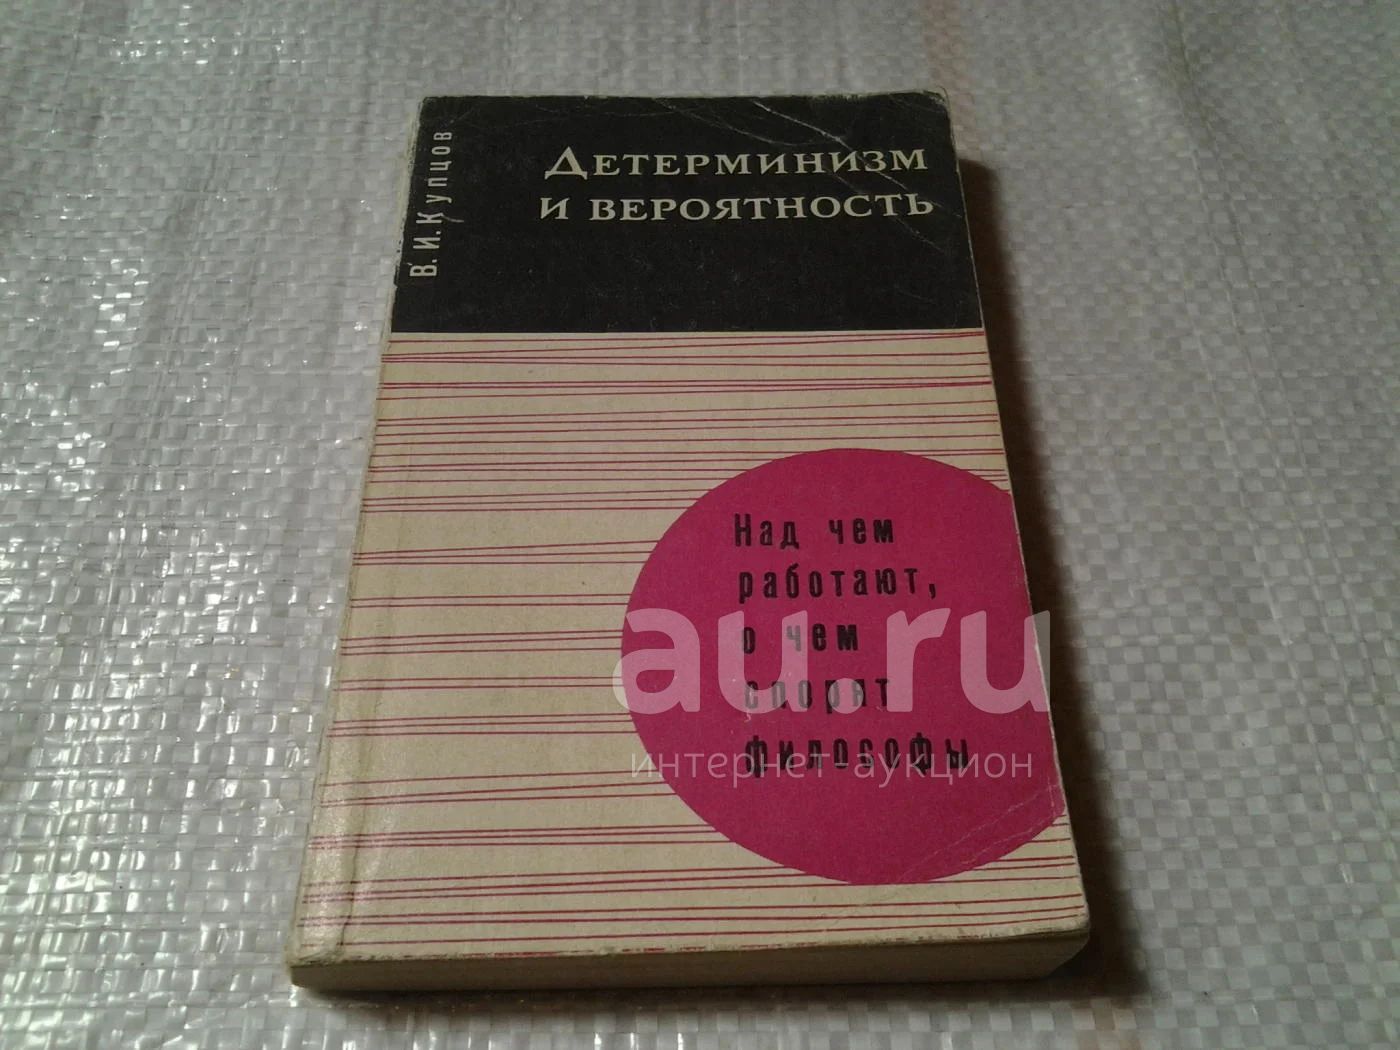 В. И. Купцов
Детерминизм
и вероятность
Над чем
работают,
о чем
спорят
философы
au.ru
интернет-аукцион